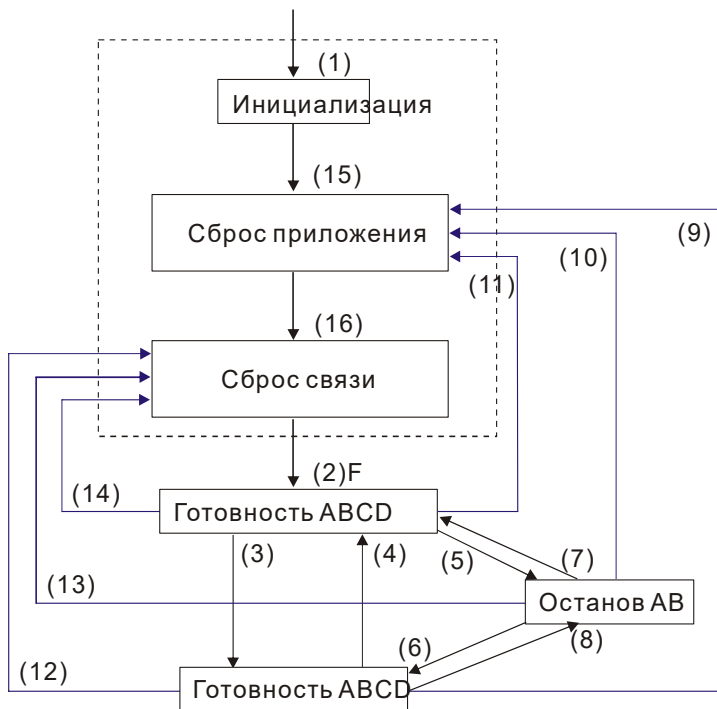 (1)
Инициализация
(15)
Сброс приложения
(9)
(10)
(11)
(16)
Сброс связи
(2)F
(14)
Готовность ABCD
(3)
(4)
(5)
(7)
(13)
Останов AB
(6)
(8)
(12)
Готовность ABCD